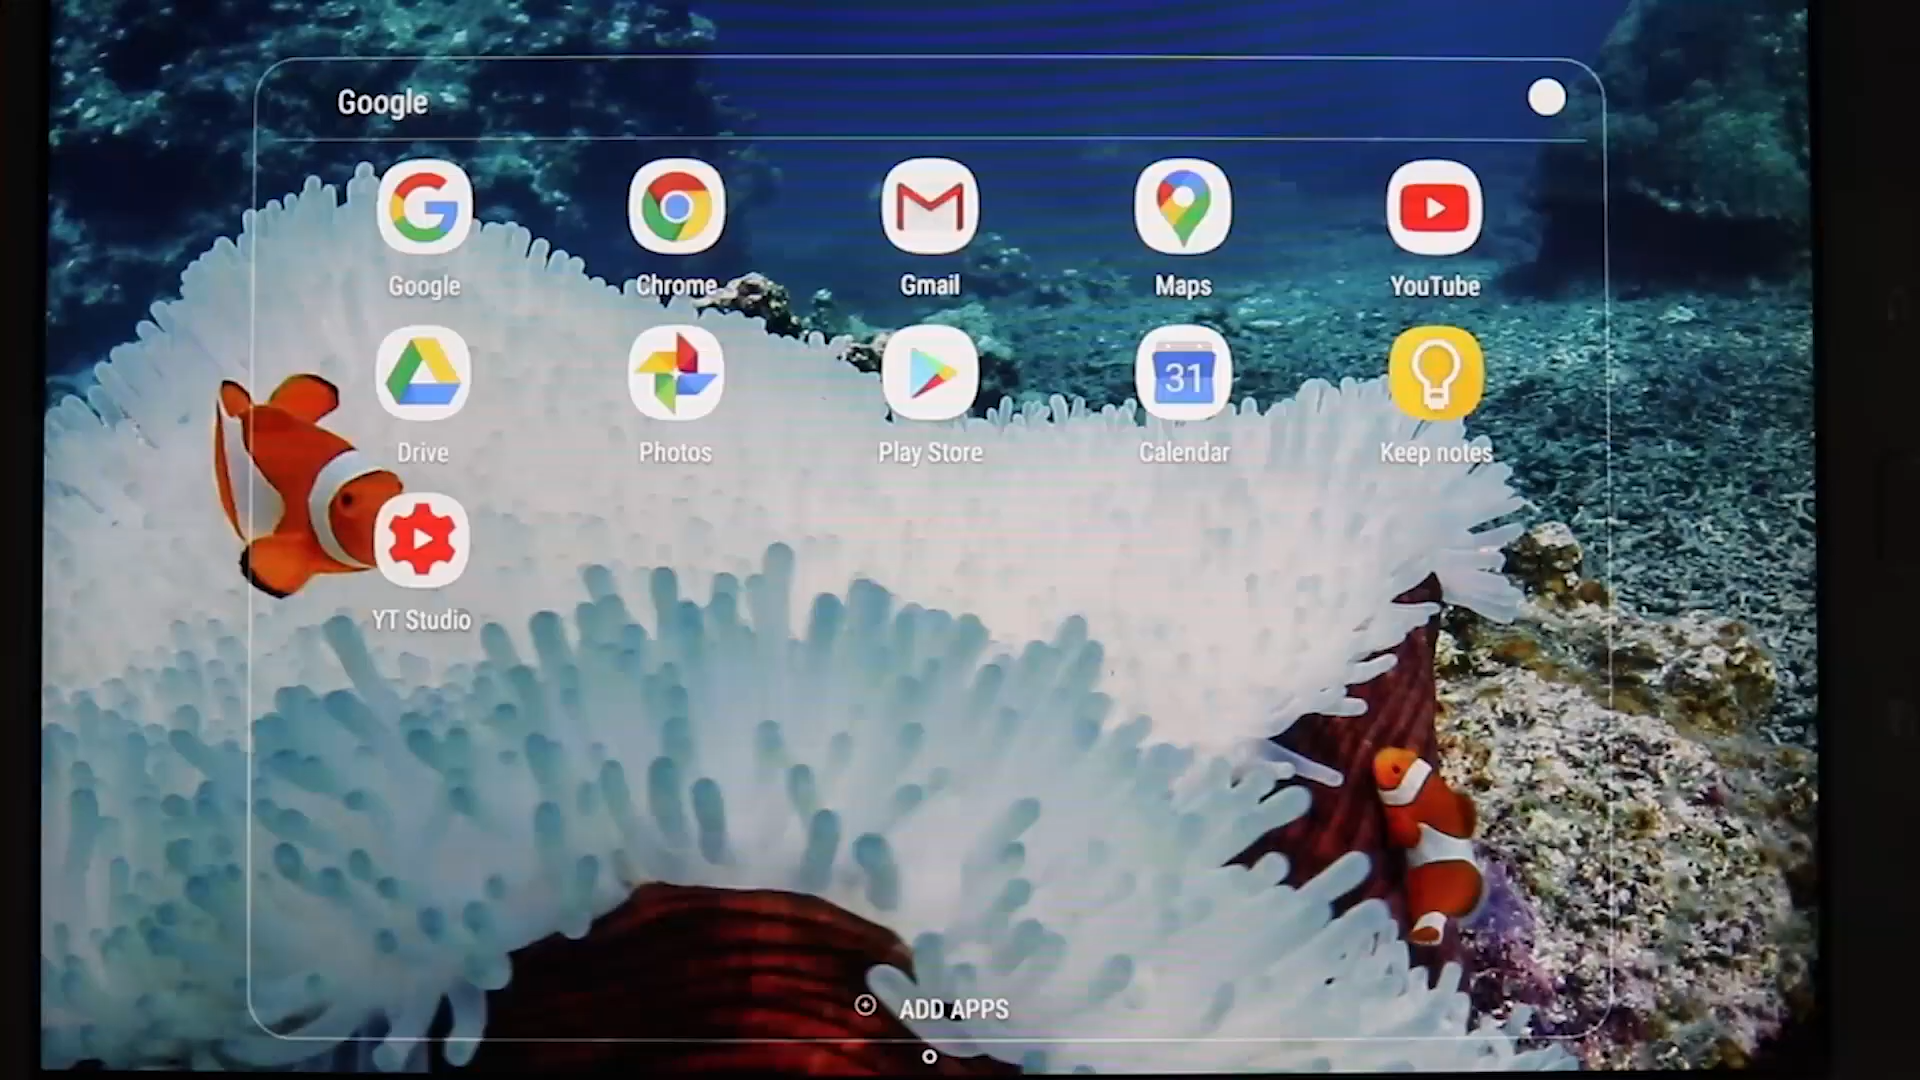 Google
Google Chrome Gmail Maps YouTube
31
Drive Photos Play Store Calendar Keep notes
YT Studio
ADD APPS